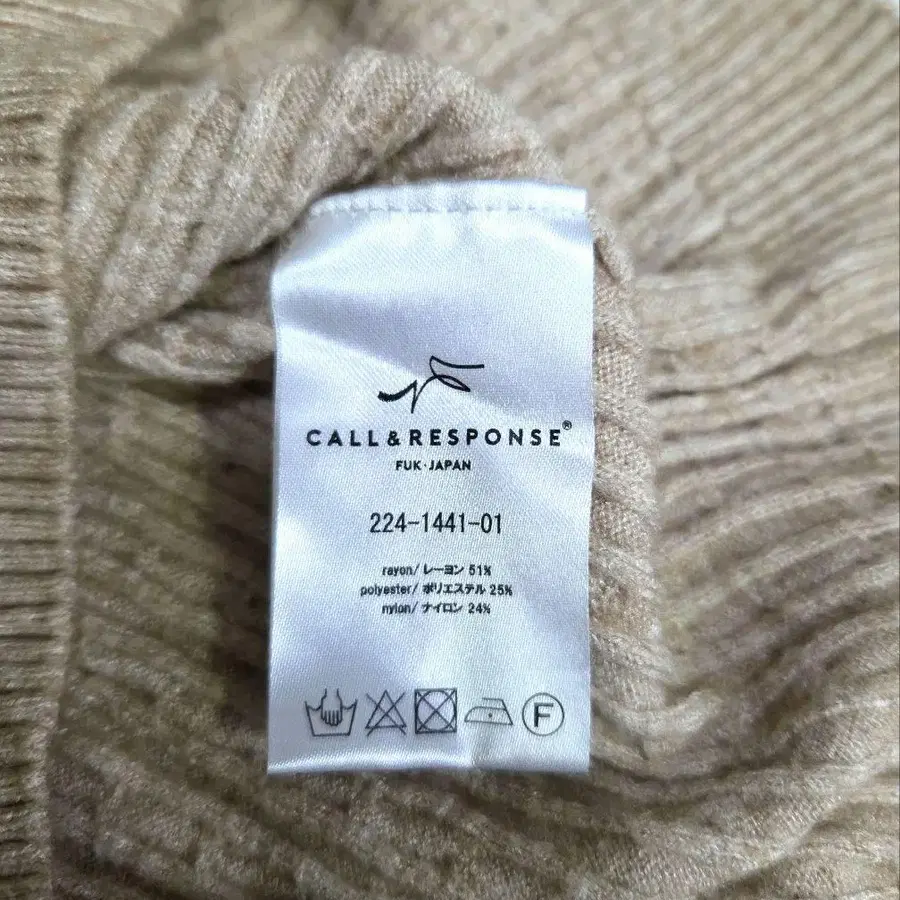 CALL & RESPONSE®
FUK・JAPAN
224-1441-01
rayon/ レーヨン 51%
polyester/ ポリエステル 25%
nylon/ ナイロン 24%
F